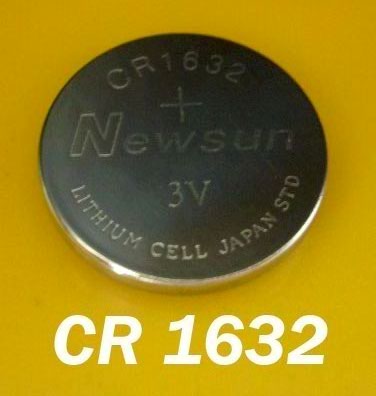 CR1632
+
Newsun
3V
LITHIUM CELL JAPAN STD
CR 1632